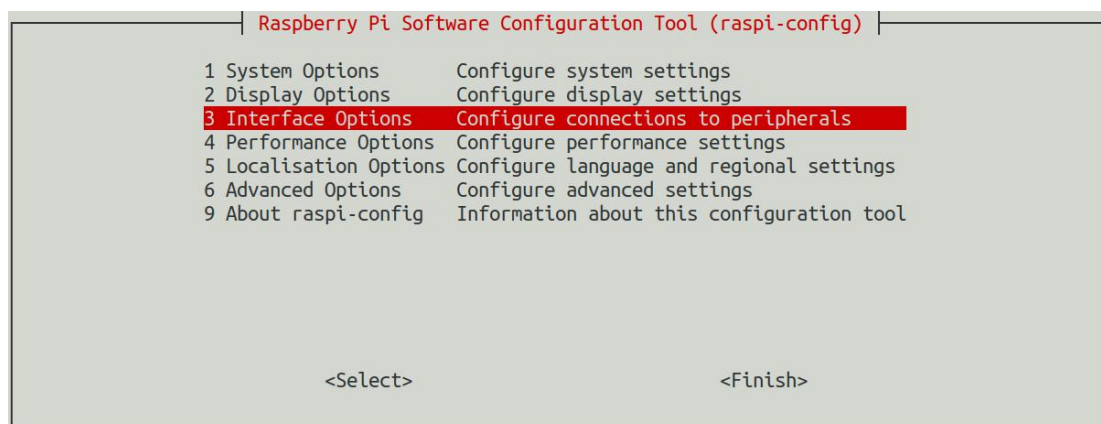 Raspberry Pi Software Configuration Tool (raspi-config)
1 System Options Configure system settings
2 Display Options Configure display settings
3 Interface Options Configure connections to peripherals
4 Performance Options Configure performance settings
5 Localisation Options Configure language and regional settings
6 Advanced Options Configure advanced settings
9 About raspi-config Information about this configuration tool
<Select> <Finish>